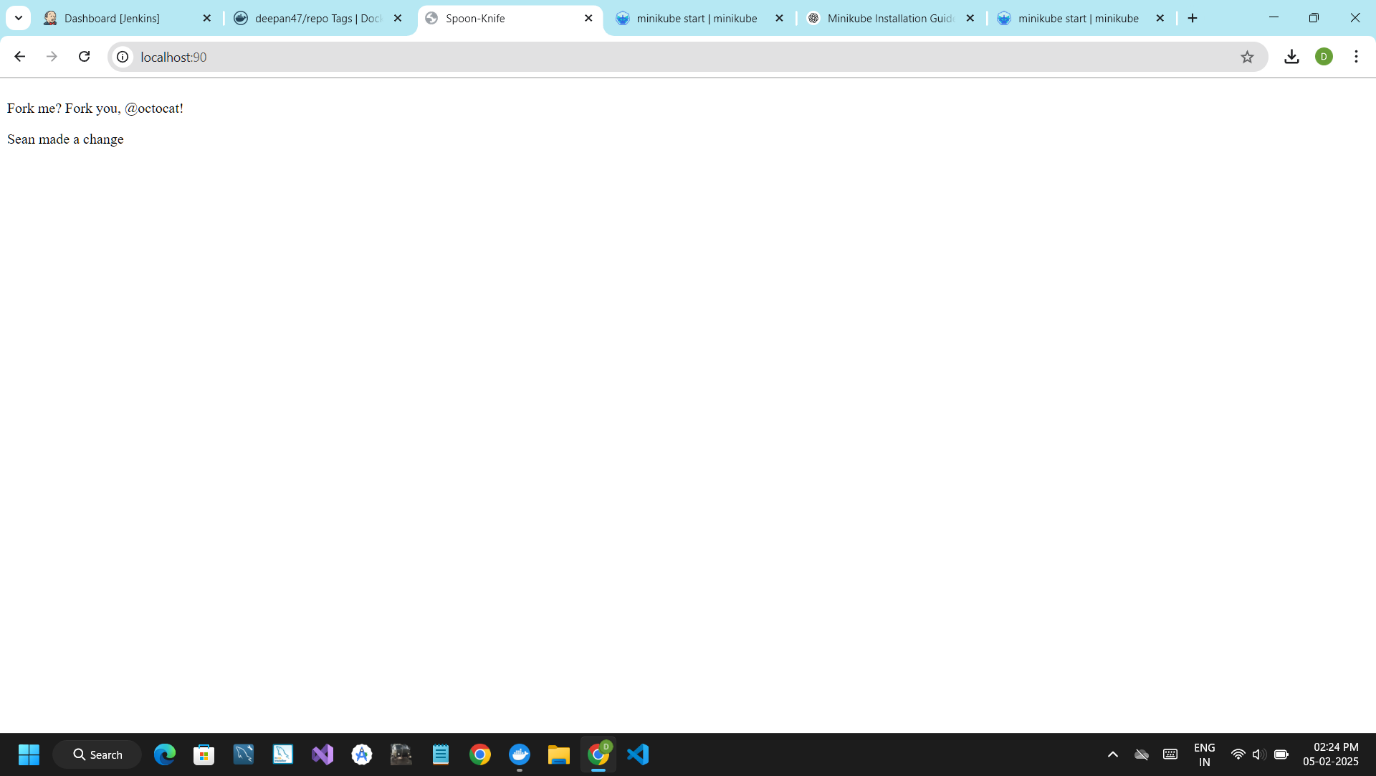 Dashboard [Jenkins]
deepan47/repo Tags | Doc
Spoon-Knife
minikube start | minikube
Minikube Installation Guid
minikube start | minikube
localhost:90
D
Fork me? Fork you, @octocat!
Sean made a change
Search
D
ENG
IN
02:24 PM
05-02-2025